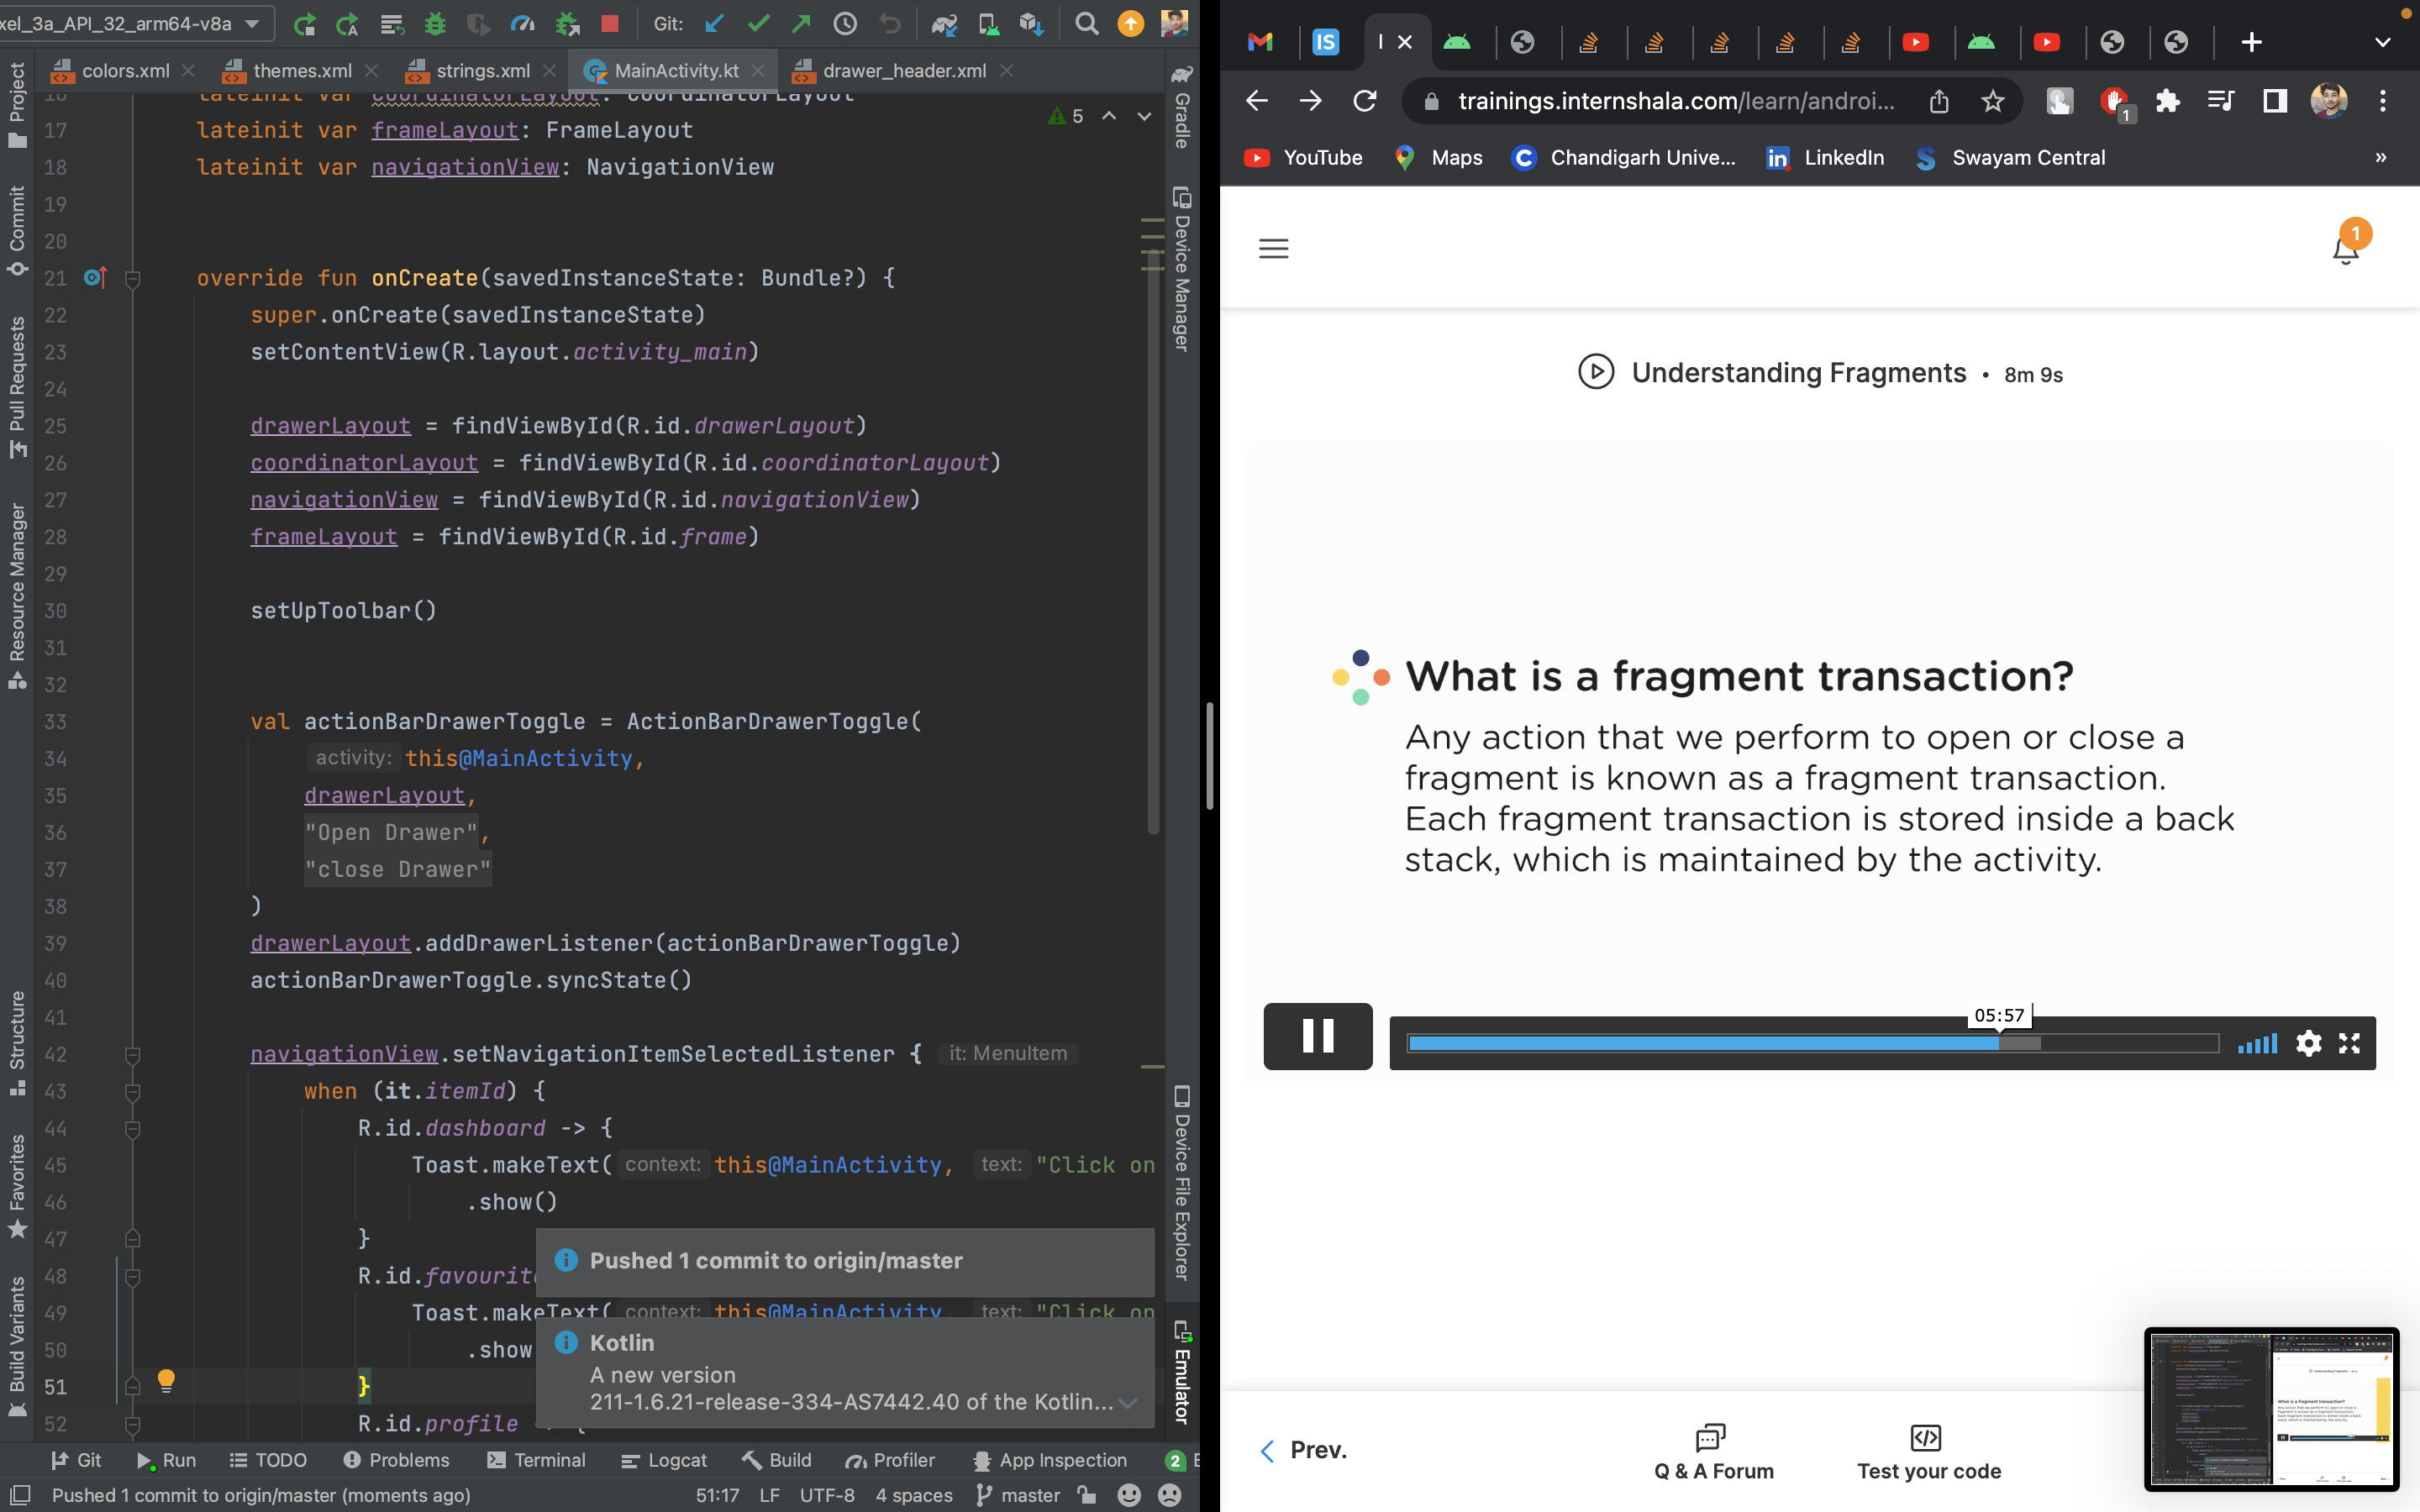 xel_3a_API_32_arm64-v8a
Git:
colors.xml
themes.xml
strings.xml
MainActivity.kt
drawer_header.xml
Project
Commit
Pull Requests
Resource Manager
Structure
Favorites
Build Variants
Gradle
Device Manager
Device File Explorer
Emulator
5
16 lateinit var coordinatorLayout: CoordinatorLayout
17 lateinit var frameLayout: FrameLayout
18 lateinit var navigationView: NavigationView
19
20
21 override fun onCreate(savedInstanceState: Bundle?) {
22 super.onCreate(savedInstanceState)
23 setContentView(R.layout.activity_main)
24
25 drawerLayout = findViewById(R.id.drawerLayout)
26 coordinatorLayout = findViewById(R.id.coordinatorLayout)
27 navigationView = findViewById(R.id.navigationView)
28 frameLayout = findViewById(R.id.frame)
29
30 setUpToolbar()
31
32
33 val actionBarDrawerToggle = ActionBarDrawerToggle(
34 activity: this@MainActivity,
35 drawerLayout,
36 "Open Drawer",
37 "close Drawer"
38 )
39 drawerLayout.addDrawerListener(actionBarDrawerToggle)
40 actionBarDrawerToggle.syncState()
41
42 navigationView.setNavigationItemSelectedListener { it: MenuItem
43 when (it.itemId) {
44 R.id.dashboard -> {
45 Toast.makeText( context: this@MainActivity, text: "Click on
46 .show()
47 }
48 R.id.favourite
49 Toast.makeText( context: this@MainActivity, text: "Click on
50 .show
51 }
52 R.id.profile -> {
Pushed 1 commit to origin/master
Kotlin
A new version
211-1.6.21-release-334-AS7442.40 of the Kotlin...
Git
Run
TODO
Problems
Terminal
Logcat
Build
Profiler
App Inspection
2 E
Pushed 1 commit to origin/master (moments ago)
51:17 LF UTF-8 4 spaces master
IS
I
trainings.internshala.com/learn/androi...
1
YouTube
Maps
Chandigarh Unive...
LinkedIn
Swayam Central
»
1
Understanding Fragments • 8m 9s
What is a fragment transaction?
Any action that we perform to open or close a
fragment is known as a fragment transaction.
Each fragment transaction is stored inside a back
stack, which is maintained by the activity.
05:57
Prev.
Q & A Forum
Test your code